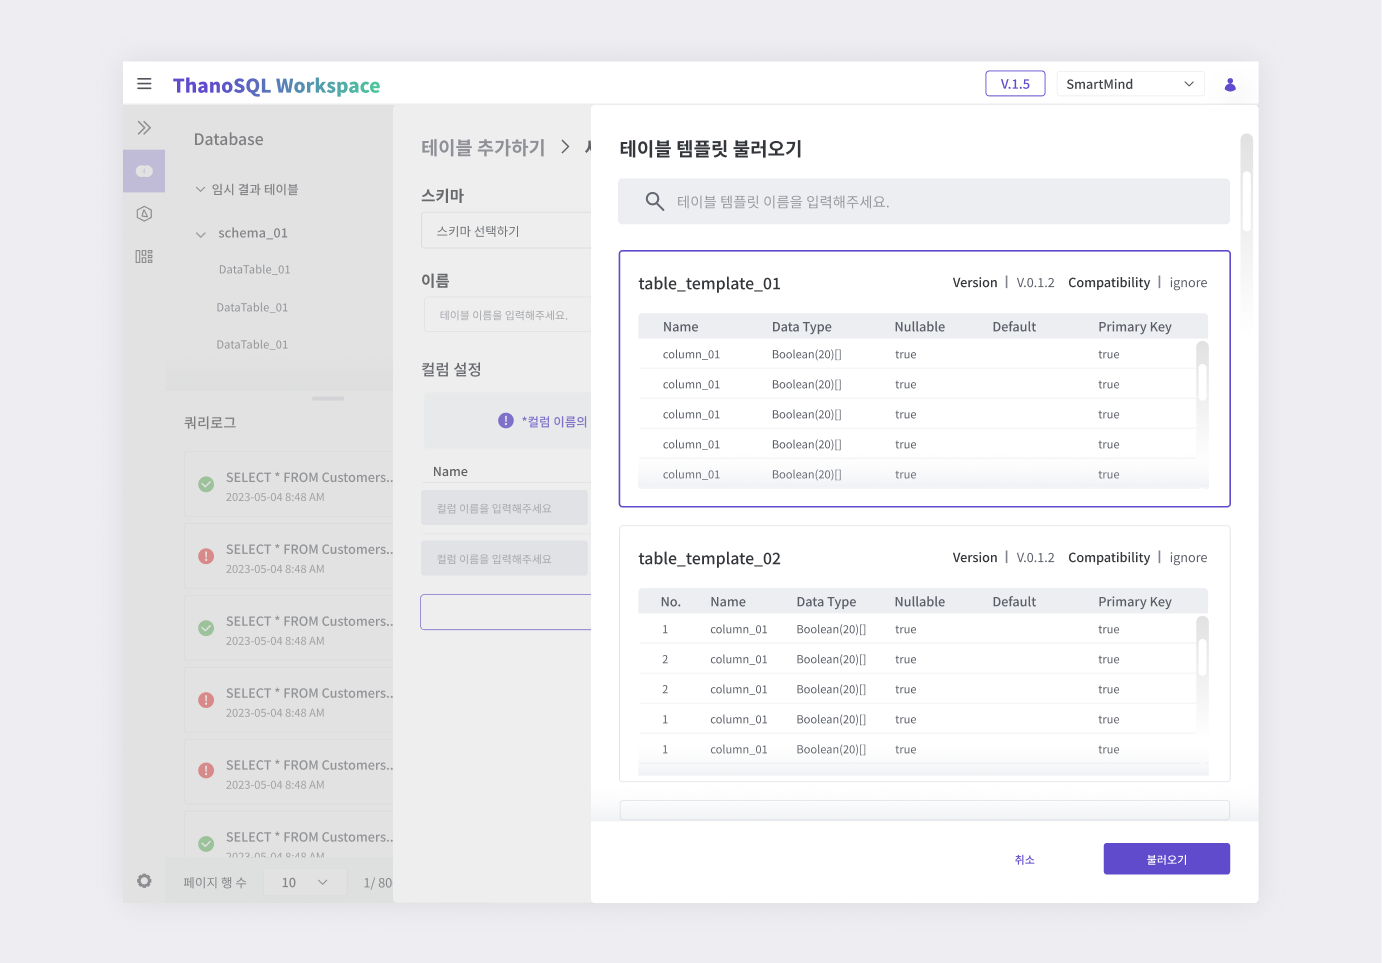 ThanoSQL Workspace
V.1.5
SmartMind
Database
임시 결과 테이블
schema_01
DataTable_01
DataTable_01
DataTable_01
쿼리로그
SELECT * FROM Customers..
2023-05-04 8:48 AM
SELECT * FROM Customers..
2023-05-04 8:48 AM
SELECT * FROM Customers..
2023-05-04 8:48 AM
SELECT * FROM Customers..
2023-05-04 8:48 AM
SELECT * FROM Customers..
2023-05-04 8:48 AM
SELECT * FROM Customers..
2023-05-04 8:48 AM
페이지 행 수 10 1/ 80
테이블 추가하기 >
스키마
스키마 선택하기
이름
테이블 이름을 입력해주세요.
컬럼 설정
*컬럼 이름의
Name
컬럼 이름을 입력해주세요
컬럼 이름을 입력해주세요
테이블 템플릿 불러오기
테이블 템플릿 이름을 입력해주세요.
table_template_01 Version | V.0.1.2 Compatibility | ignore
Name Data Type Nullable Default Primary Key
column_01 Boolean(20)[] true true
column_01 Boolean(20)[] true true
column_01 Boolean(20)[] true true
column_01 Boolean(20)[] true true
column_01 Boolean(20)[] true true
table_template_02 Version | V.0.1.2 Compatibility | ignore
No. Name Data Type Nullable Default Primary Key
1 column_01 Boolean(20)[] true true
2 column_01 Boolean(20)[] true true
2 column_01 Boolean(20)[] true true
1 column_01 Boolean(20)[] true true
1 column_01 Boolean(20)[] true true
취소 불러오기